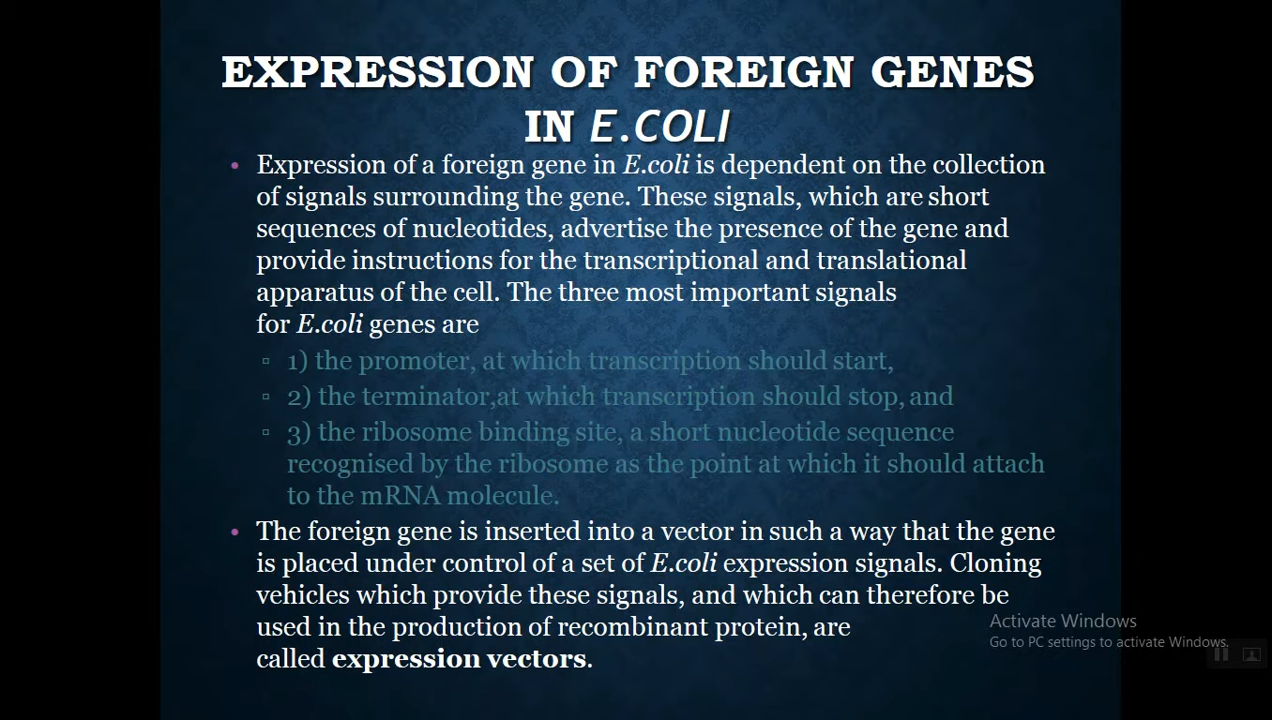 EXPRESSION OF FOREIGN GENES
IN E.COLI
• Expression of a foreign gene in E.coli is dependent on the collection
of signals surrounding the gene. These signals, which are short
sequences of nucleotides, advertise the presence of the gene and
provide instructions for the transcriptional and translational
apparatus of the cell. The three most important signals
for E.coli genes are
▫ 1) the promoter, at which transcription should start,
▫ 2) the terminator,at which transcription should stop, and
▫ 3) the ribosome binding site, a short nucleotide sequence
recognised by the ribosome as the point at which it should attach
to the mRNA molecule.
• The foreign gene is inserted into a vector in such a way that the gene
is placed under control of a set of E.coli expression signals. Cloning
vehicles which provide these signals, and which can therefore be
used in the production of recombinant protein, are
called expression vectors.
Activate Windows
Go to PC settings to activate Windows.